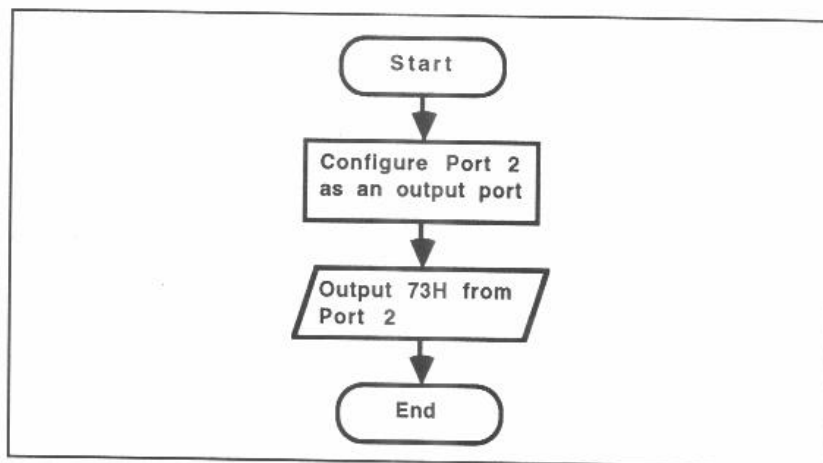 Start
Configure Port 2
as an output port
Output 73H from
Port 2
End